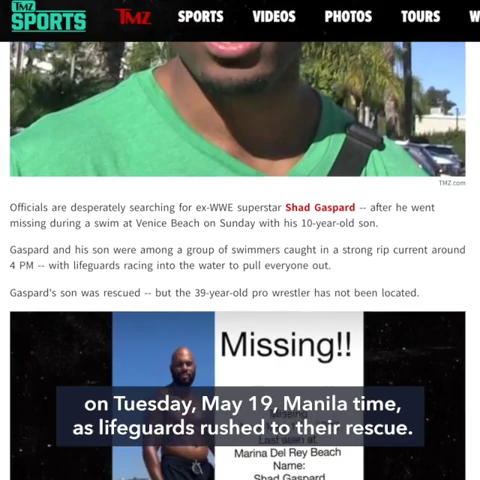 TMZ
SPORTS
TMZ SPORTS VIDEOS PHOTOS TOURS W
TMZ.com
Officials are desperately searching for ex-WWE superstar Shad Gaspard -- after he went
missing during a swim at Venice Beach on Sunday with his 10-year-old son.
Gaspard and his son were among a group of swimmers caught in a strong rip current around
4 PM -- with lifeguards racing into the water to pull everyone out.
Gaspard's son was rescued -- but the 39-year-old pro wrestler has not been located.
Missing!!
on Tuesday, May 19, Manila time,
as lifeguards rushed to their rescue.
Last seen at
Marina Del Rey Beach
Name:
Shad Gaspard